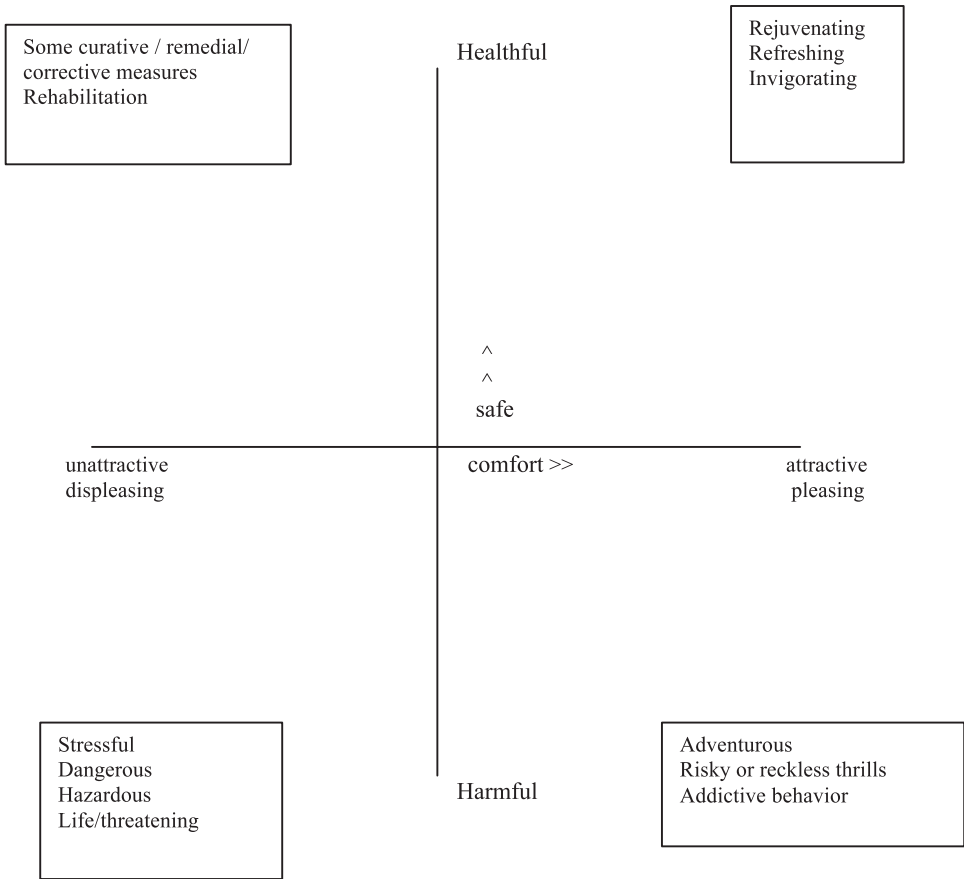 Some curative / remedial/
corrective measures
Rehabilitation
Healthful
Rejuvenating
Refreshing
Invigorating
^
^
safe
unattractive
displeasing
comfort >>
attractive
pleasing
Stressful
Dangerous
Hazardous
Life/threatening
Harmful
Adventurous
Risky or reckless thrills
Addictive behavior